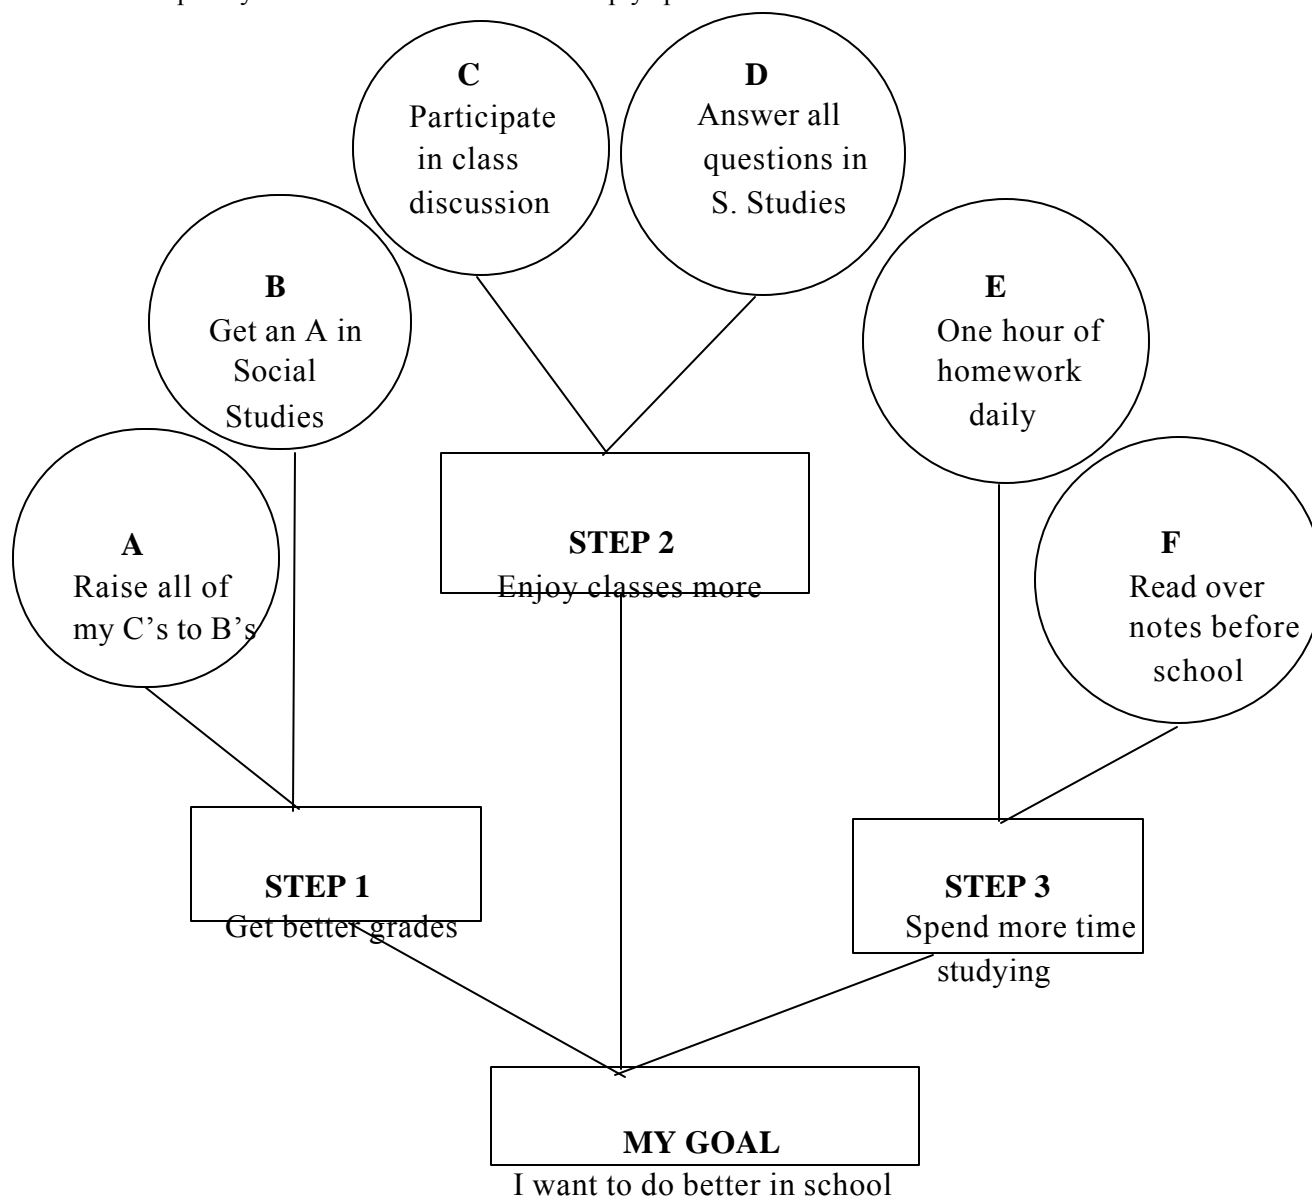 C
Participate
in class
discussion
D
Answer all
questions in
S. Studies
B
Get an A in
Social
Studies
E
One hour of
homework
daily
A
Raise all of
my C's to B's
STEP 2
Enjoy classes more
F
Read over
notes before
school
STEP 1
Get better grades
STEP 3
Spend more time
studying
MY GOAL
I want to do better in school